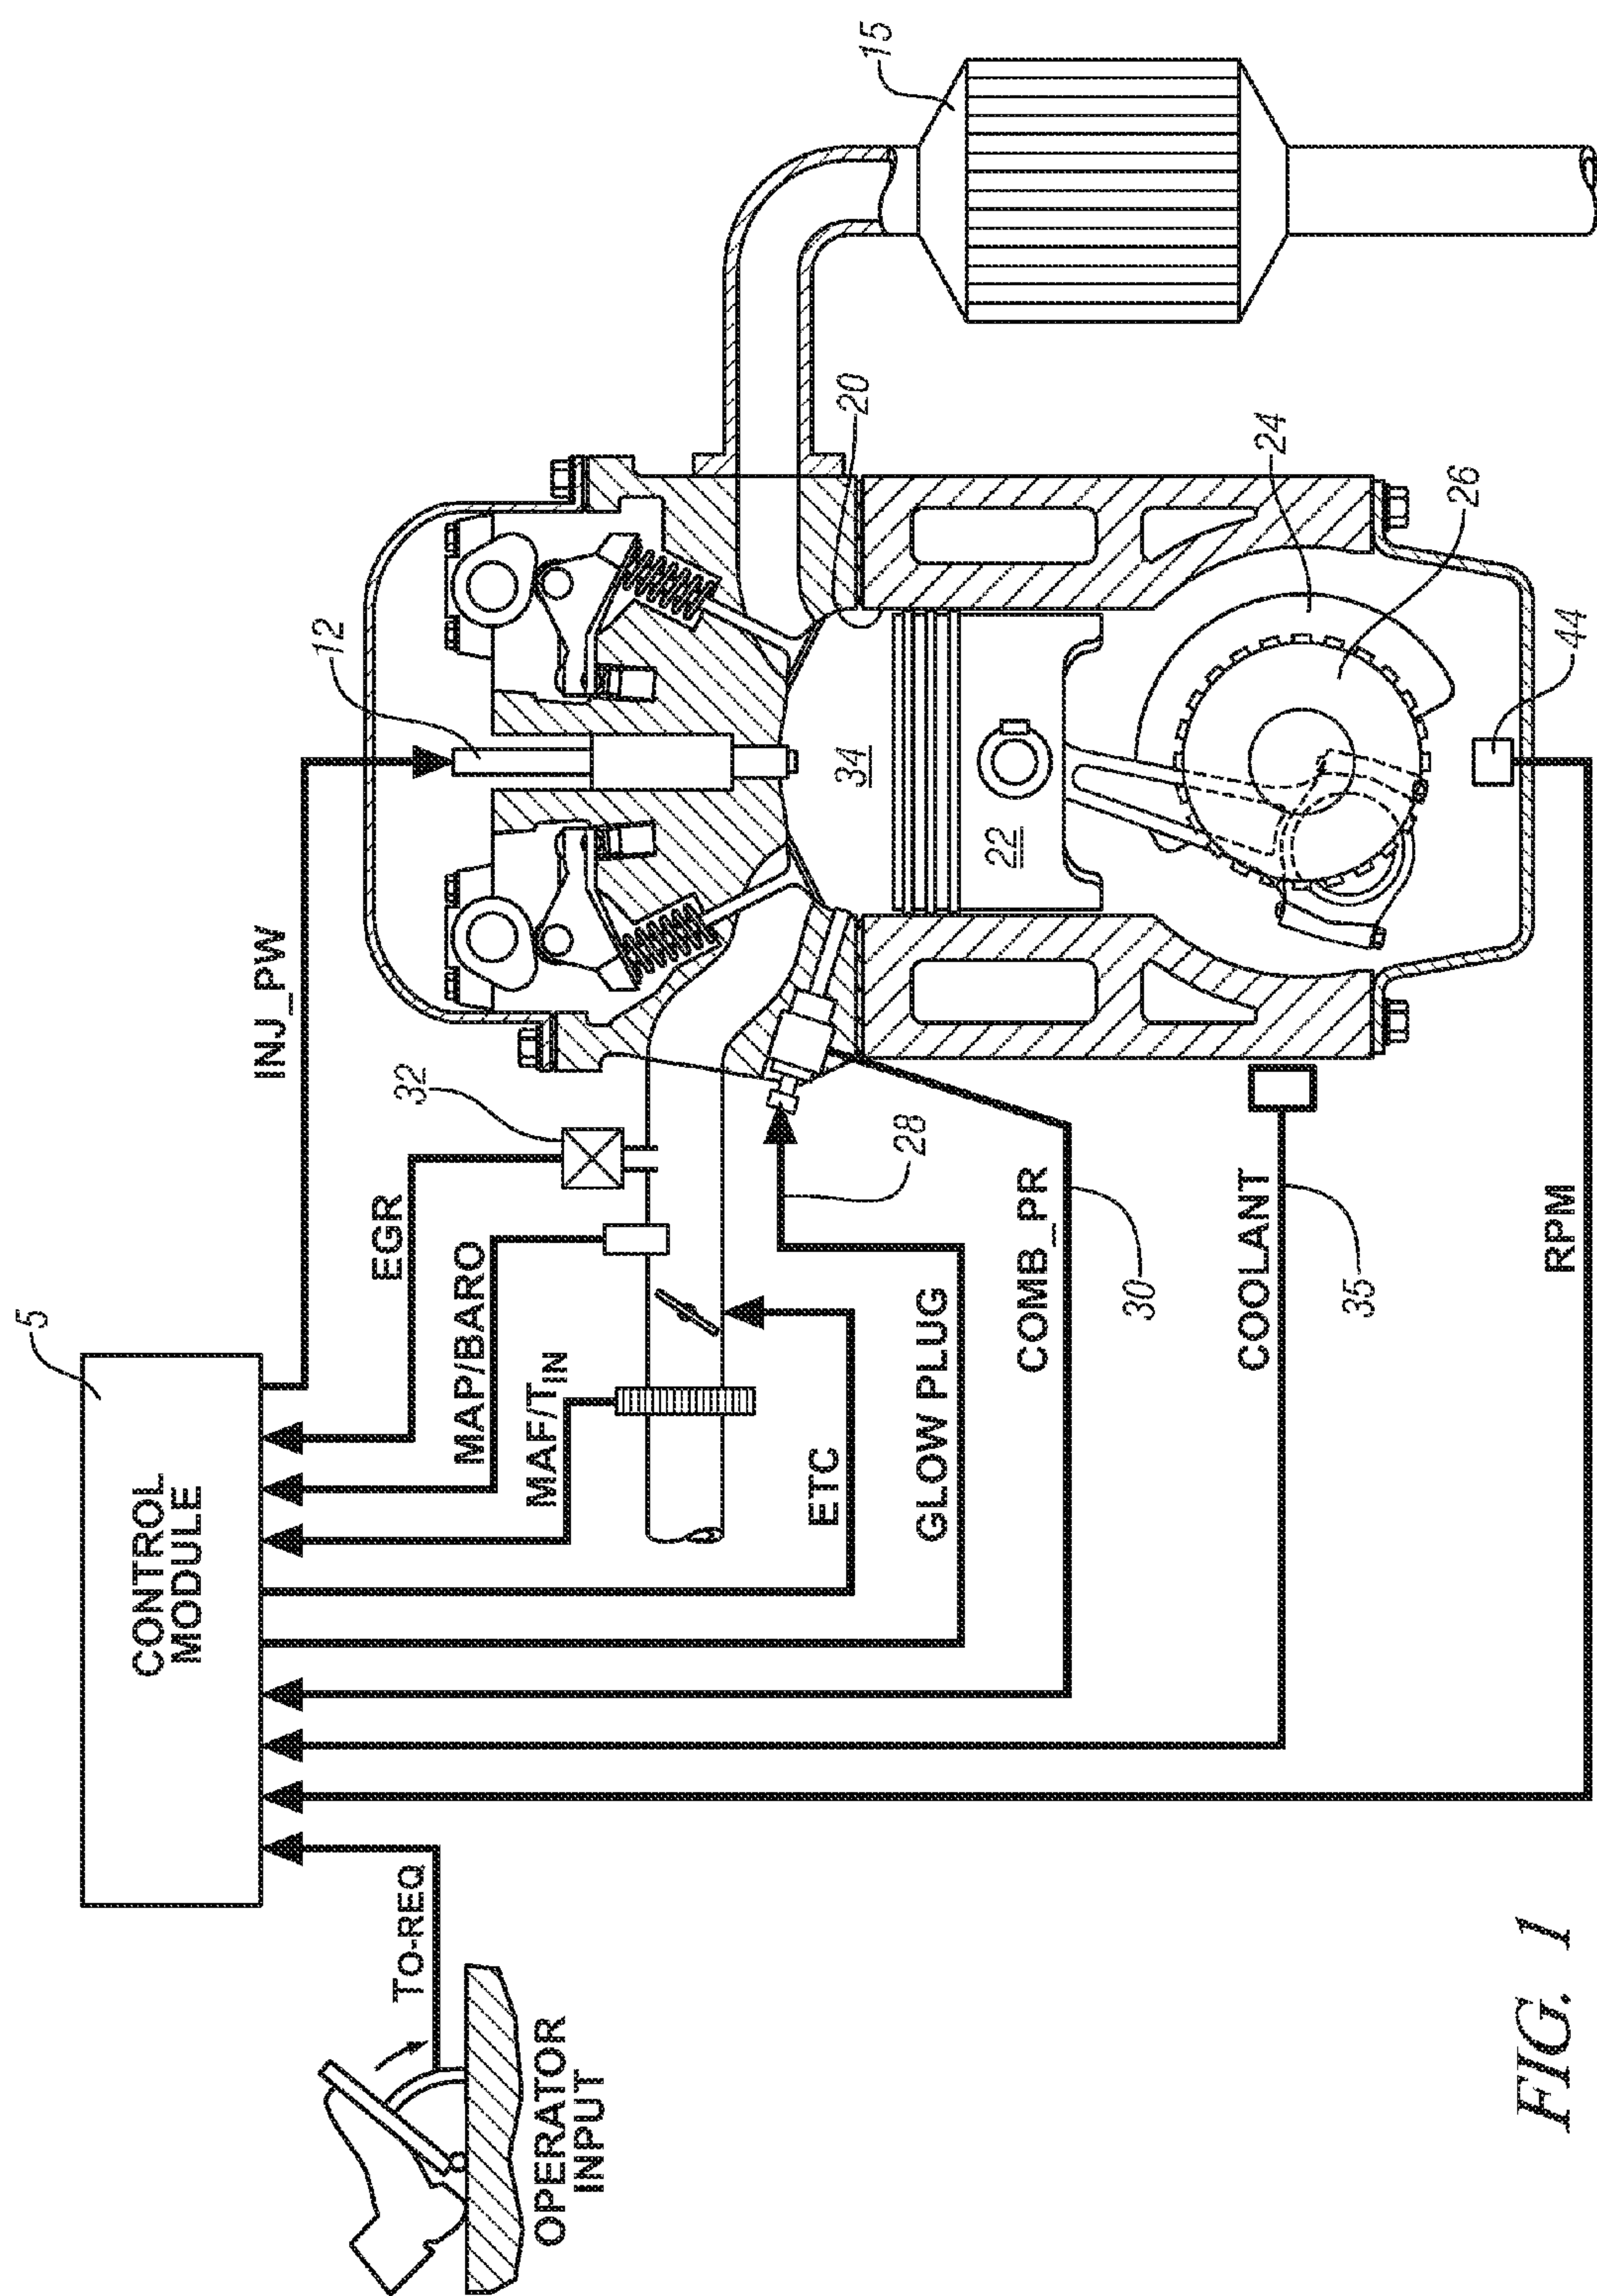 5
CONTROL
MODULE
INJ_PW
12
15
EGR
32
MAP/BARO
MAF/TIN
ETC
GLOW PLUG
28
COMB_PR
30
COOLANT
35
RPM
TO-REQ
OPERATOR
INPUT
20
34
22
24
26
44
FIG. 1